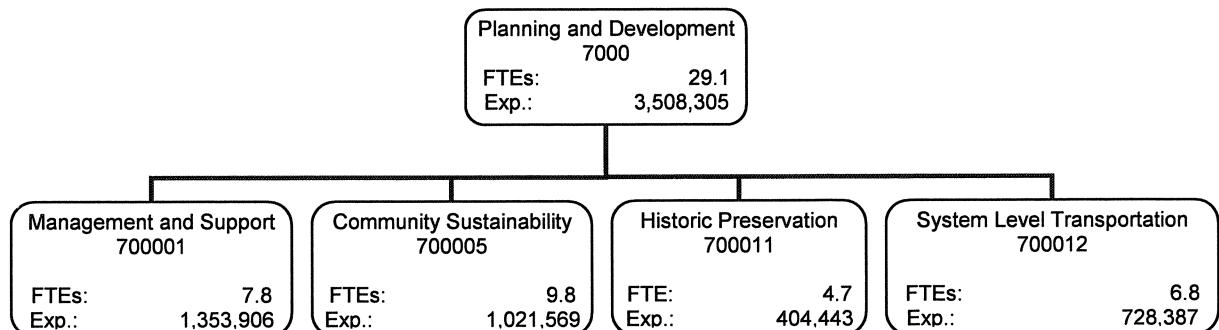 Planning and Development
7000
FTEs: 29.1
Exp.: 3,508,305
Management and Support
700001
FTEs: 7.8
Exp.: 1,353,906
Community Sustainability
700005
FTEs: 9.8
Exp.: 1,021,569
Historic Preservation
700011
FTE: 4.7
Exp.: 404,443
System Level Transportation
700012
FTEs: 6.8
Exp.: 728,387